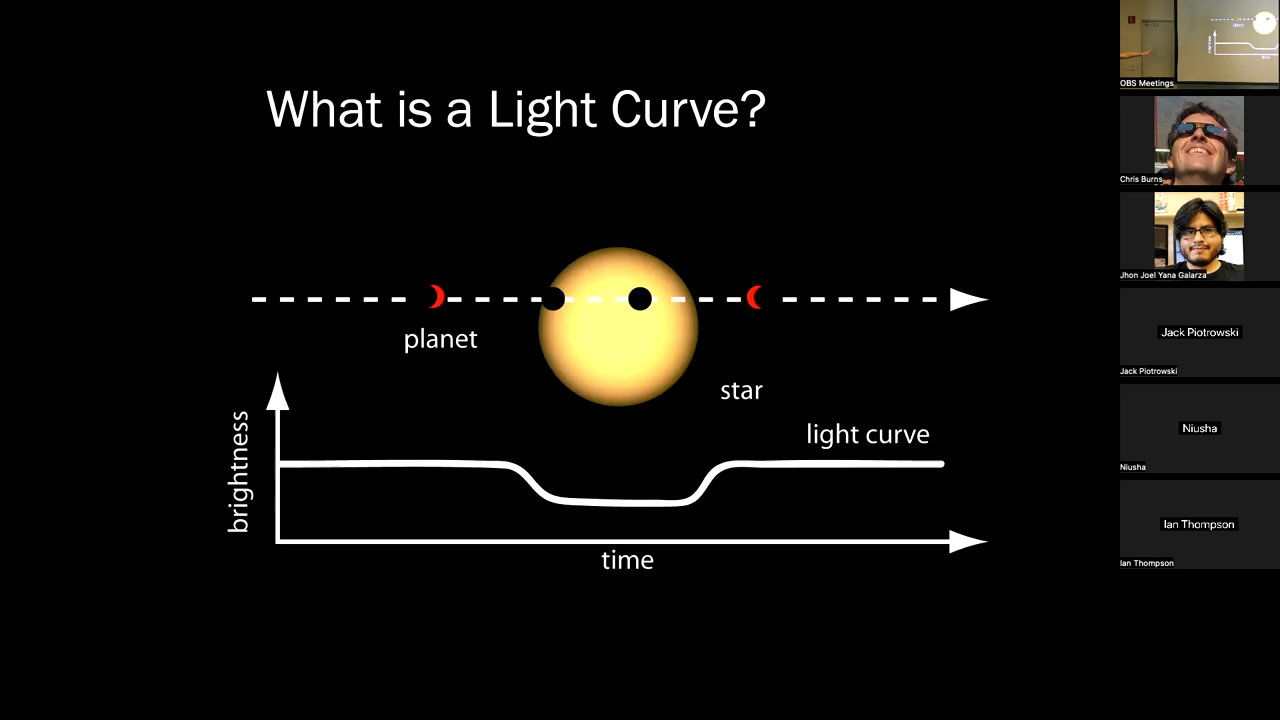 What is a Light Curve?
planet
star
light curve
brightness
time
OBS Meetings
Chris Burns
Jhon Joel Yana Galarza
Jack Piotrowski
Jack Piotrowski
Niusha
Niusha
Ian Thompson
Ian Thompson